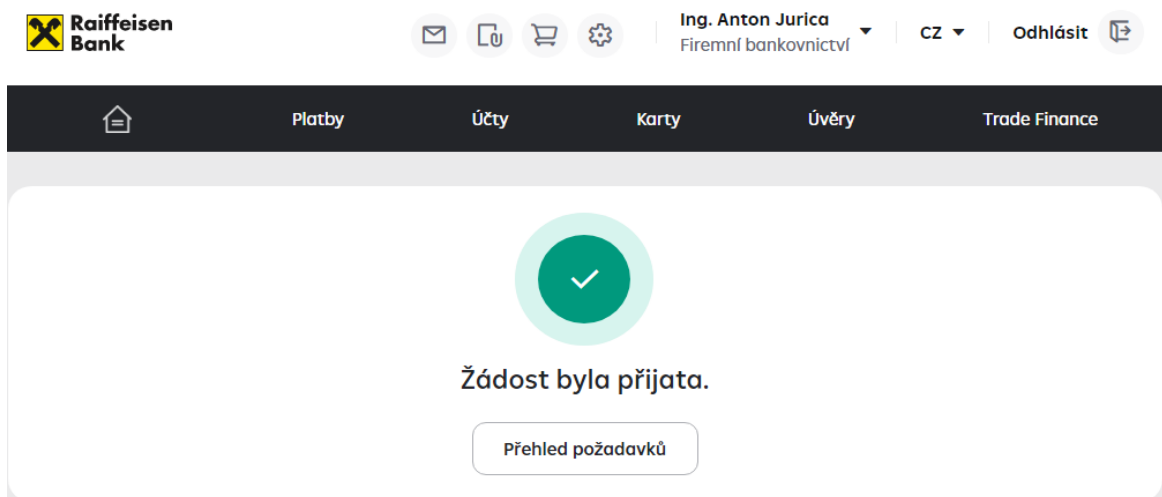 Raiffeisen
Bank
Ing. Anton Jurica
Firemní bankovnictví
CZ
Odhlásit
Platby
Účty
Karty
Úvěry
Trade Finance
Žádost byla přijata.
Přehled požadavků